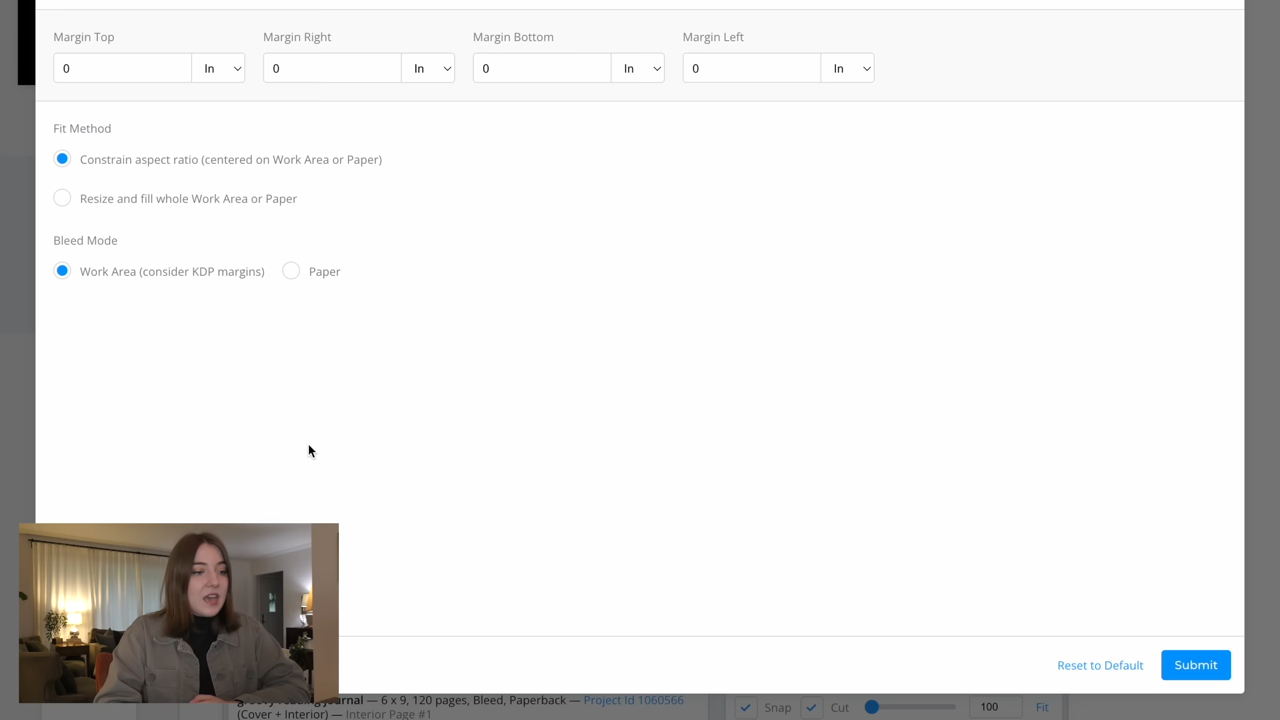 Margin Top Margin Right Margin Bottom Margin Left
0 In 0 In 0 In 0 In
Fit Method
Constrain aspect ratio (centered on Work Area or Paper)
Resize and fill whole Work Area or Paper
Bleed Mode
Work Area (consider KDP margins) Paper
Reset to Default Submit
groovy reading journal — 6 x 9, 120 pages, Bleed, Paperback — Project Id 1060566
(Cover + Interior) — Interior Page #1
Snap Cut 100 Fit